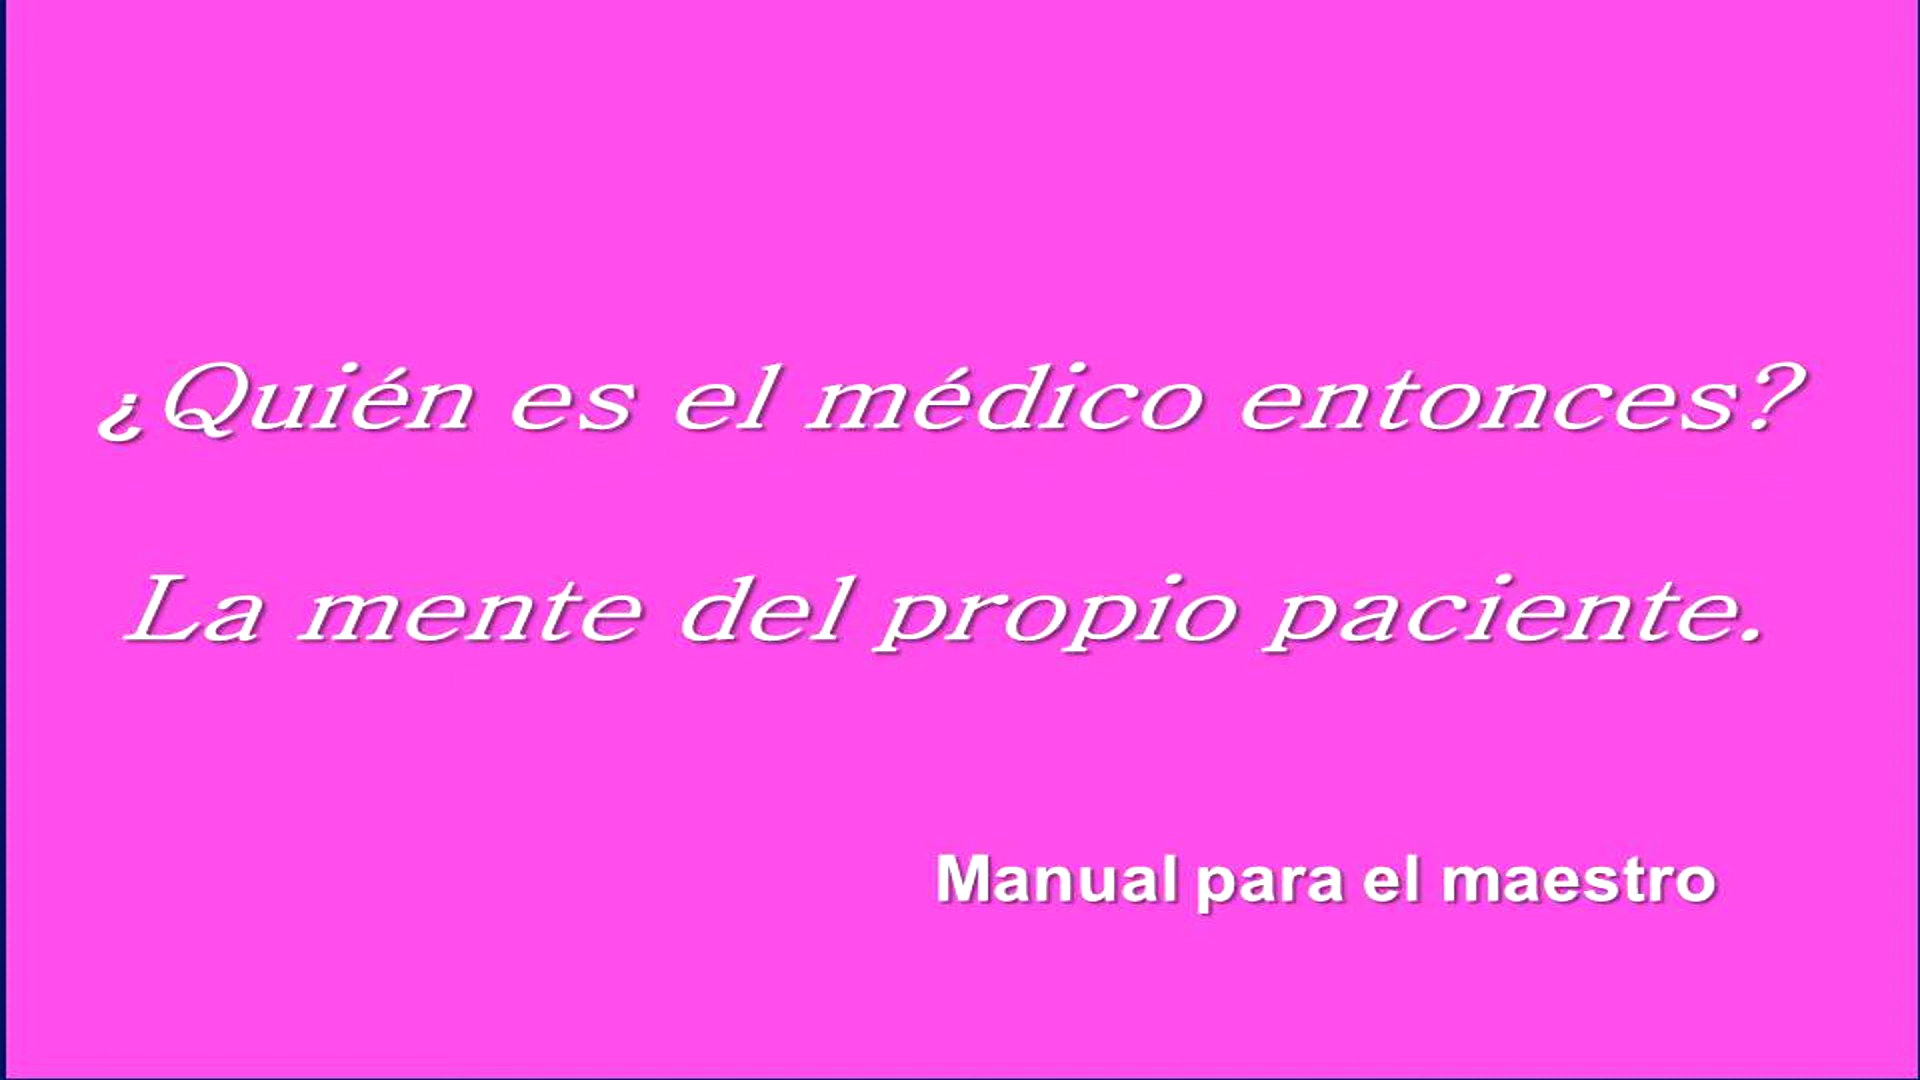 ¿Quién es el médico entonces?
La mente del propio paciente.
Manual para el maestro